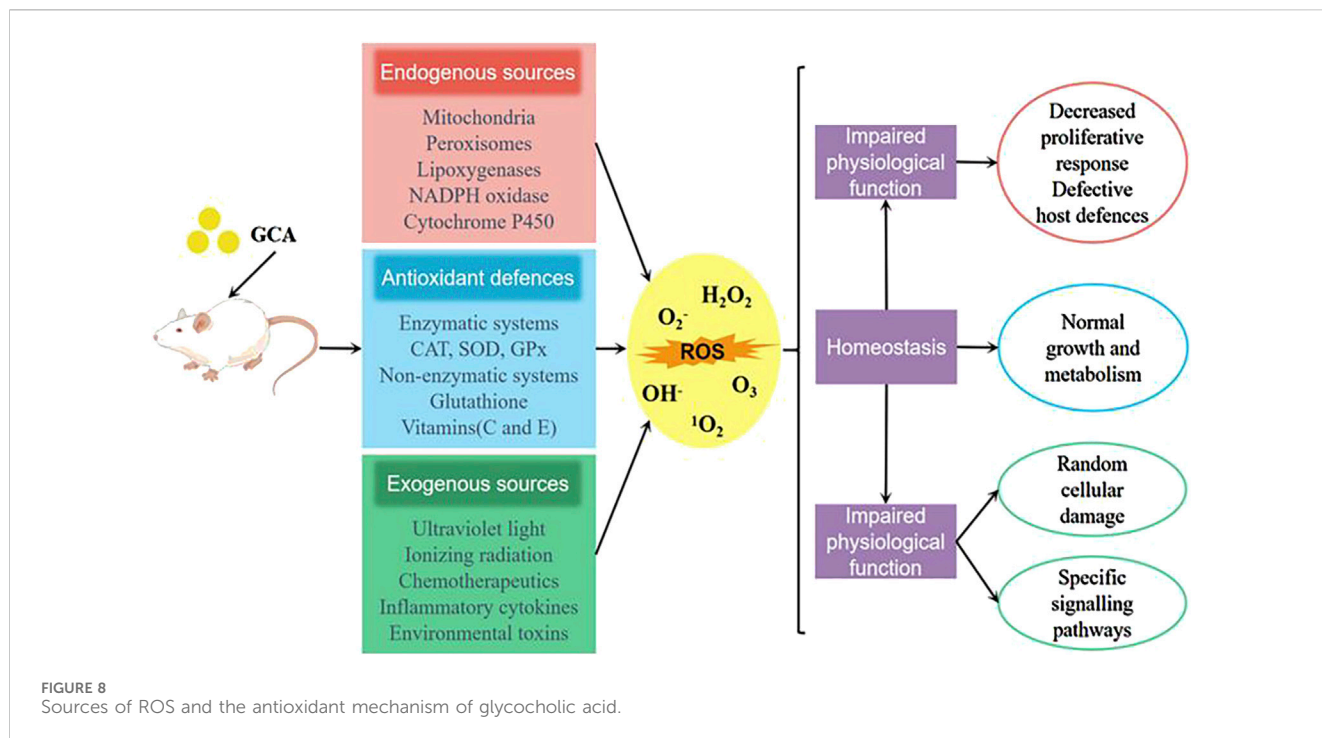 GCA
Endogenous sources
Mitochondria
Peroxisomes
Lipoxygenases
NADPH oxidase
Cytochrome P450
Antioxidant defences
Enzymatic systems
CAT, SOD, GPx
Non-enzymatic systems
Glutathione
Vitamins(C and E)
Exogenous sources
Ultraviolet light
Ionizing radiation
Chemotherapeutics
Inflammatory cytokines
Environmental toxins
H₂O₂
O₂⁻
ROS
O₃
OH⁻
¹O₂
Impaired
physiological
function
Decreased
proliferative
response
Defective
host defences
Homeostasis
Normal
growth and
metabolism
Impaired
physiological
function
Random
cellular
damage
Specific
signalling
pathways
FIGURE 8
Sources of ROS and the antioxidant mechanism of glycocholic acid.